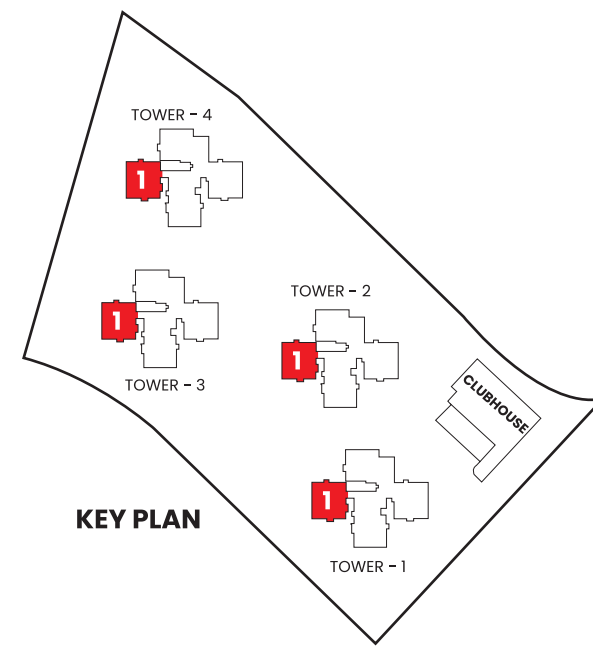 TOWER – 4
1
TOWER – 2
1
TOWER – 3
1
CLUBHOUSE
1
KEY PLAN
TOWER – 1